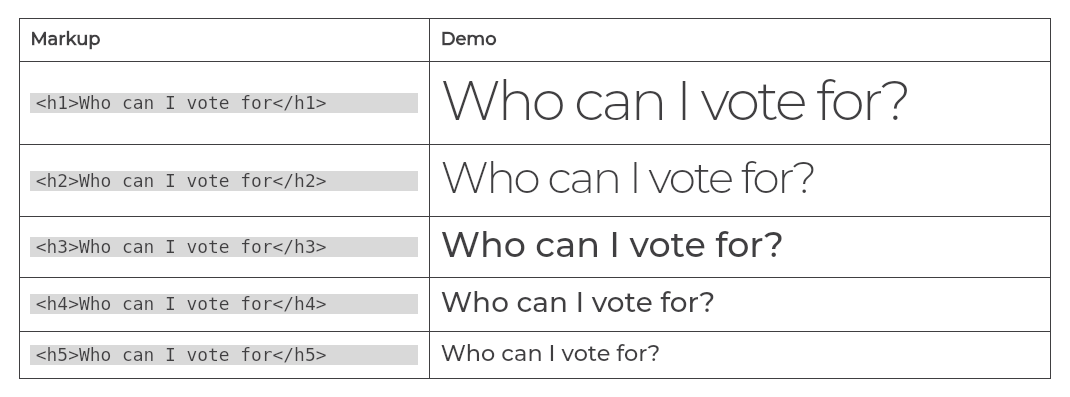 Markup Demo
<h1>Who can I vote for</h1> Who can I vote for?
<h2>Who can I vote for</h2> Who can I vote for?
<h3>Who can I vote for</h3> Who can I vote for?
<h4>Who can I vote for</h4> Who can I vote for?
<h5>Who can I vote for</h5> Who can I vote for?